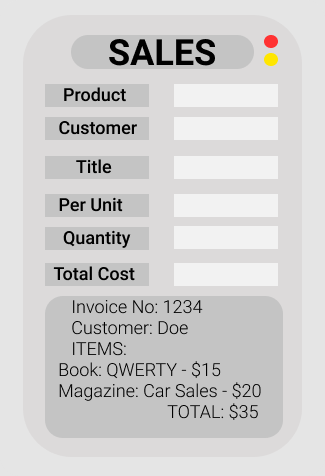 SALES
Product
Customer
Title
Per Unit
Quantity
Total Cost
Invoice No: 1234
Customer: Doe
ITEMS:
Book: QWERTY - $15
Magazine: Car Sales - $20
TOTAL: $35